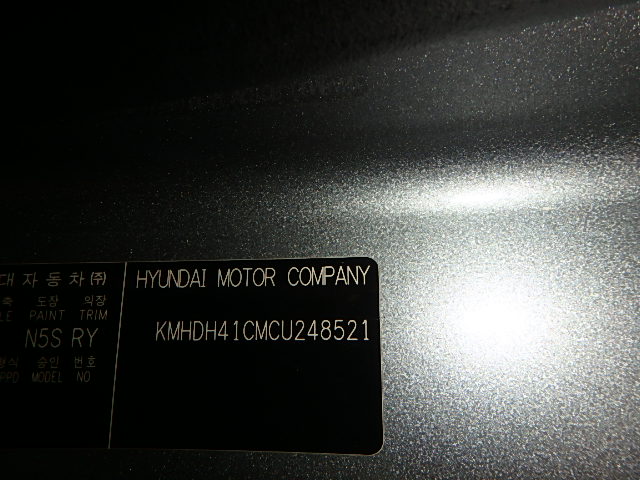 대자동차㈜
축 도장 의장
LE PAINT TRIM
N5S RY
형식 승인 번호
PPD MODEL NO
HYUNDAI MOTOR COMPANY
KMHDH41CMCU248521